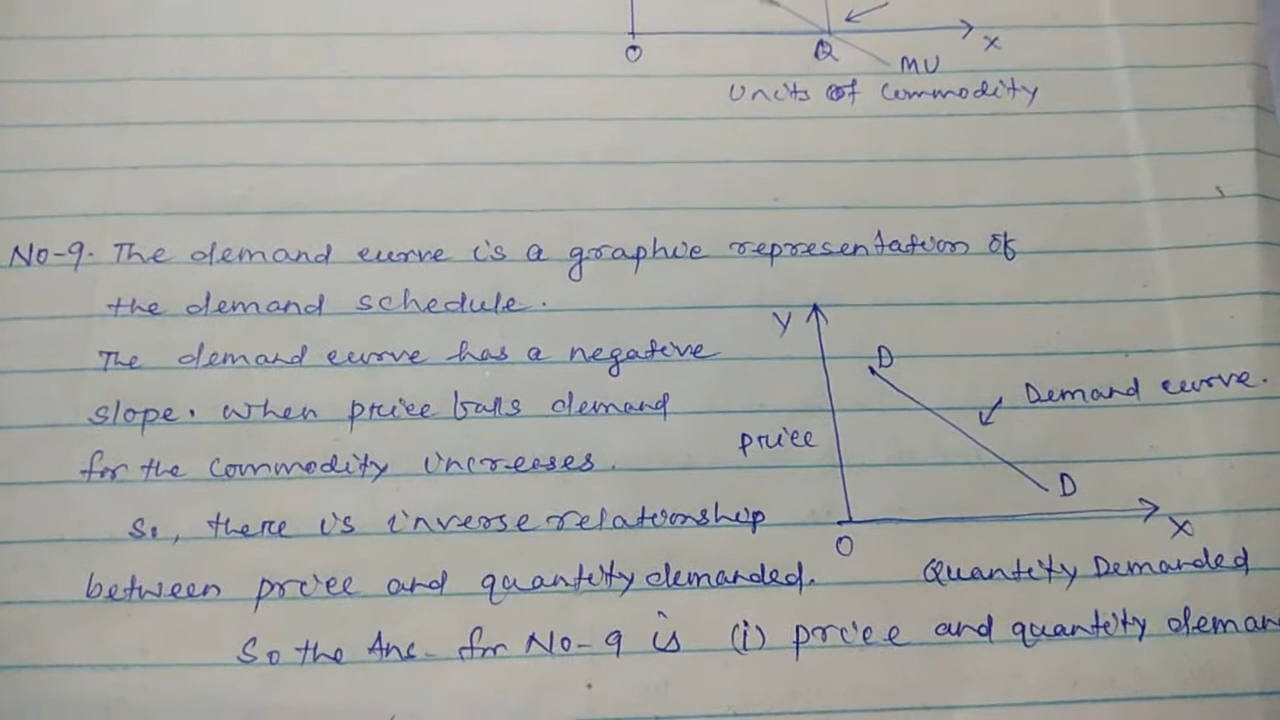 O
Q
X
MU
Units of Commodity
No-9. The demand curve is a graphic representation of
the demand schedule.
Y
D
The demand curve has a negative
Demand curve.
slope. When price falls demand
price
for the commodity increases.
D
So, there is inverse relationship
X
O
between price and quantity demanded.
Quantity Demanded
So the Ans- for No-9 is (i) price and quantity deman